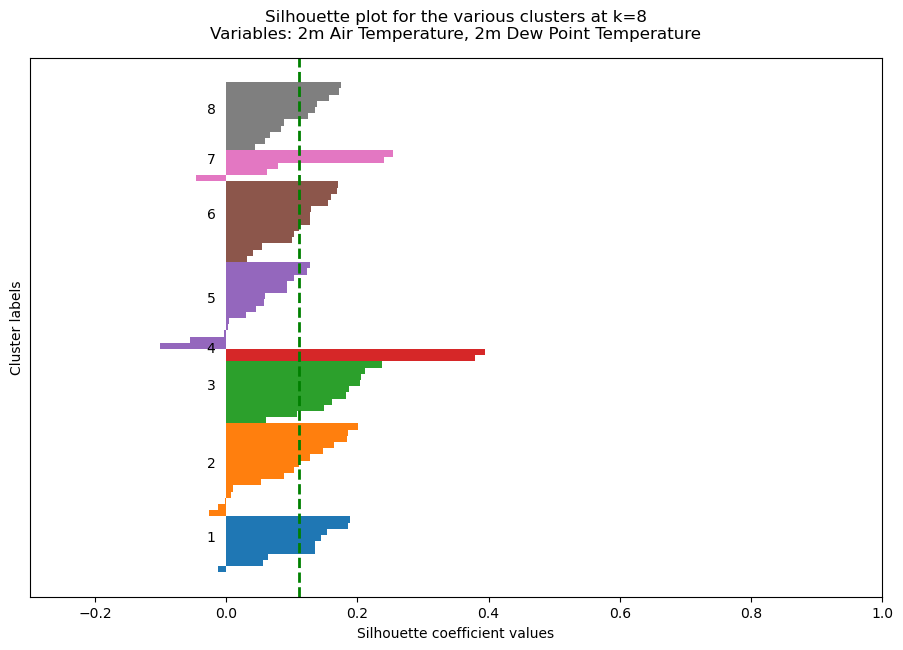 Silhouette plot for the various clusters at k=8
Variables: 2m Air Temperature, 2m Dew Point Temperature
Cluster labels
8
7
6
5
4
3
2
1
−0.2 0.0 0.2 0.4 0.6 0.8 1.0
Silhouette coefficient values